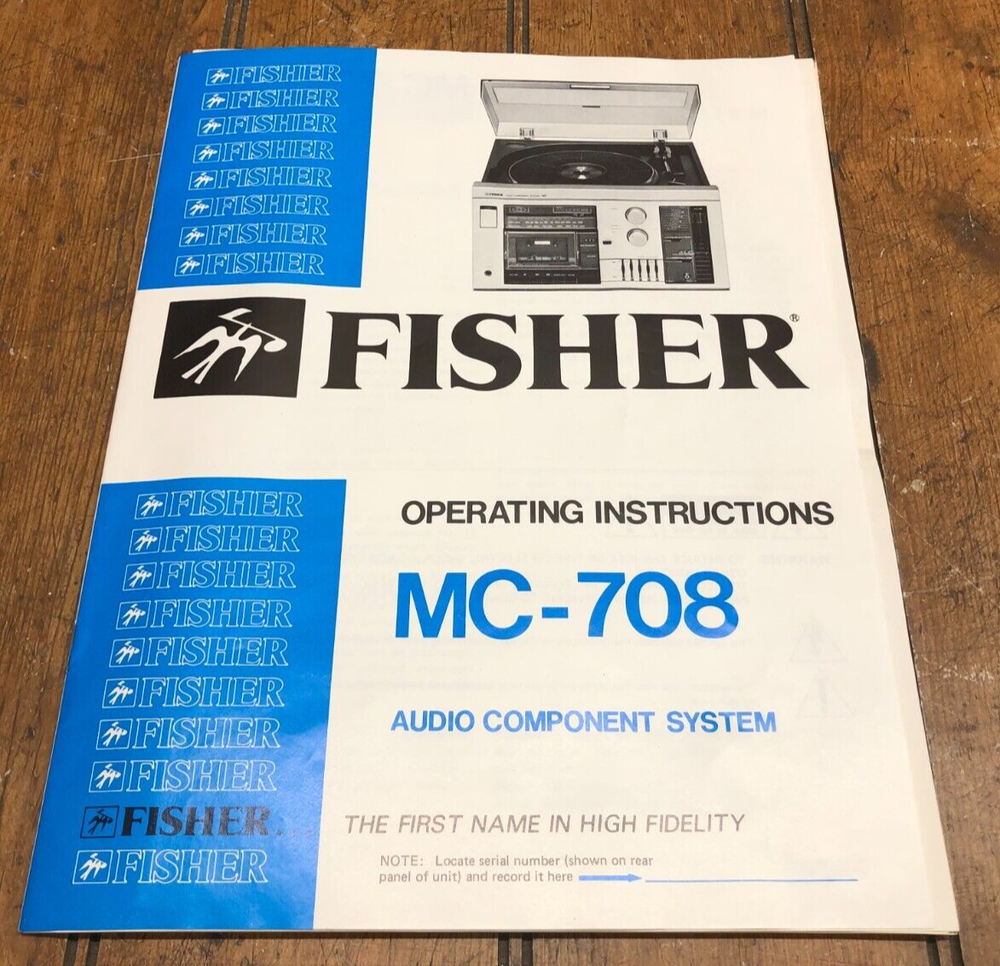 FISHER
FISHER
FISHER
FISHER
FISHER
FISHER
FISHER
FISHER
FISHER®
FISHER
FISHER
FISHER
FISHER
FISHER
FISHER
FISHER
FISHER
FISHER... THE FIRST NAME IN HIGH FIDELITY
FISHER
OPERATING INSTRUCTIONS
MC-708
AUDIO COMPONENT SYSTEM
NOTE: Locate serial number (shown on rear
panel of unit) and record it here